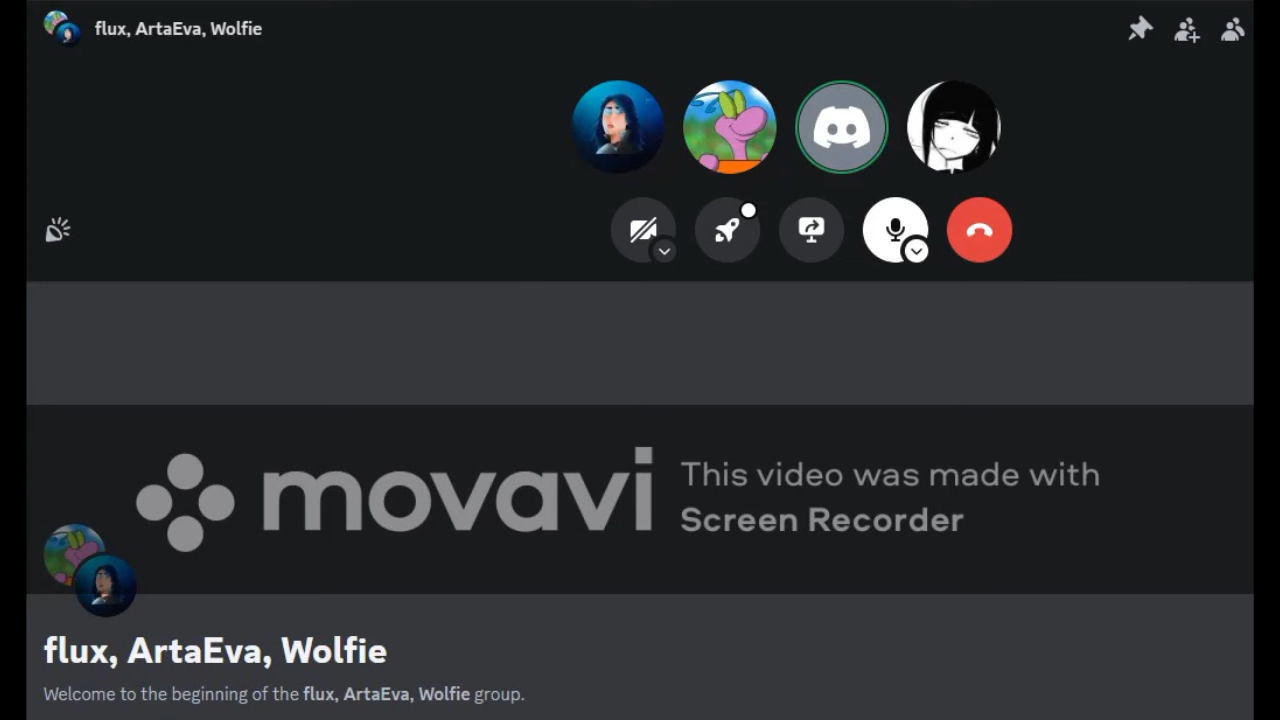 flux, ArtaEva, Wolfie
movavi
This video was made with
Screen Recorder
flux, ArtaEva, Wolfie
Welcome to the beginning of the flux, ArtaEva, Wolfie group.